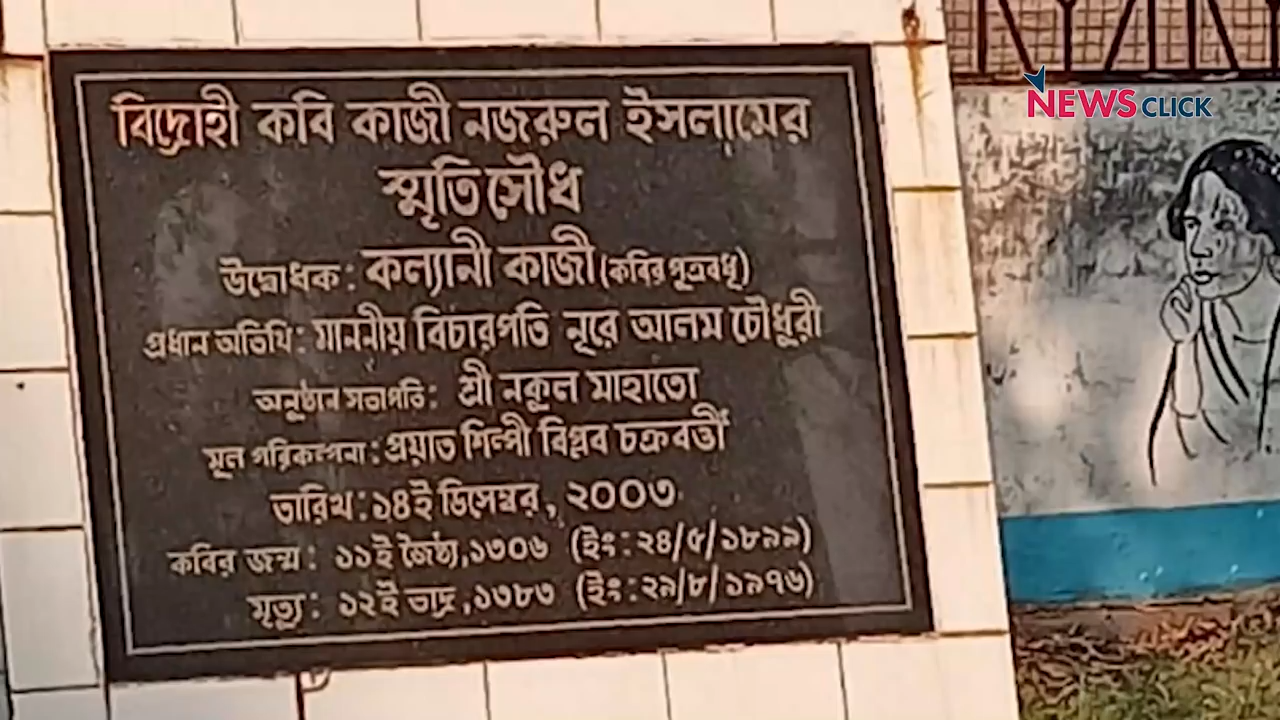 বিদ্রোহী কবি কাজী নজরুল ইসলামের
স্মৃতিসৌধ
উদ্বোধক: কল্যানী কাজী (কবির পুত্রবধূ)
প্রধান অতিথি: মাননীয় বিচারপতি নূরে আলম চৌধুরী
অনুষ্ঠান সভাপতি: শ্রী নকুল মাহাতো
মূল পরিকল্পনা: প্রয়াত শিল্পী বিপ্লব চক্রবর্ত্তী
তারিখ: ১৪ই ডিসেম্বর, ২০০৩
কবির জন্ম: ১১ই জৈষ্ঠ্য, ১৩০৬ (ইং: ২৪/৫/১৮৯৯)
মৃত্যু: ১২ই ভাদ্র, ১৩৮৩ (ইং: ২৯/৮/১৯৭৬)
NEWSCLICK